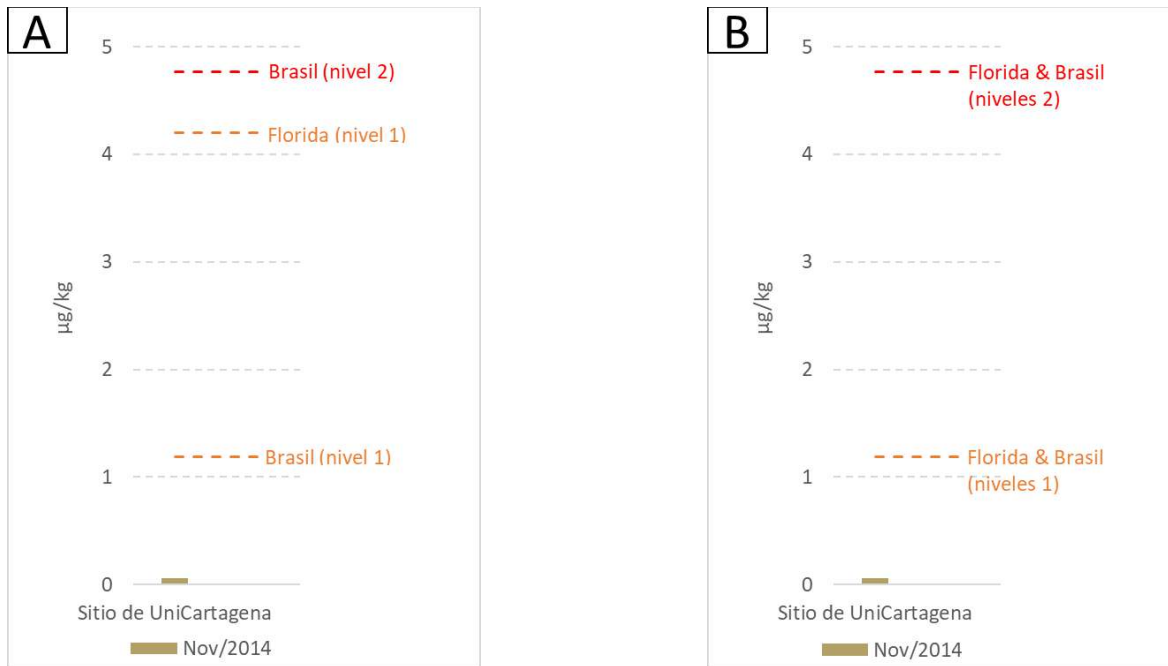 A
5
Brasil (nivel 2)
Florida (nivel 1)
4
3
µg/kg
2
Brasil (nivel 1)
1
0
Sitio de UniCartagena
Nov/2014
B
5
Florida & Brasil
(niveles 2)
4
3
µg/kg
2
Florida & Brasil
(niveles 1)
1
0
Sitio de UniCartagena
Nov/2014